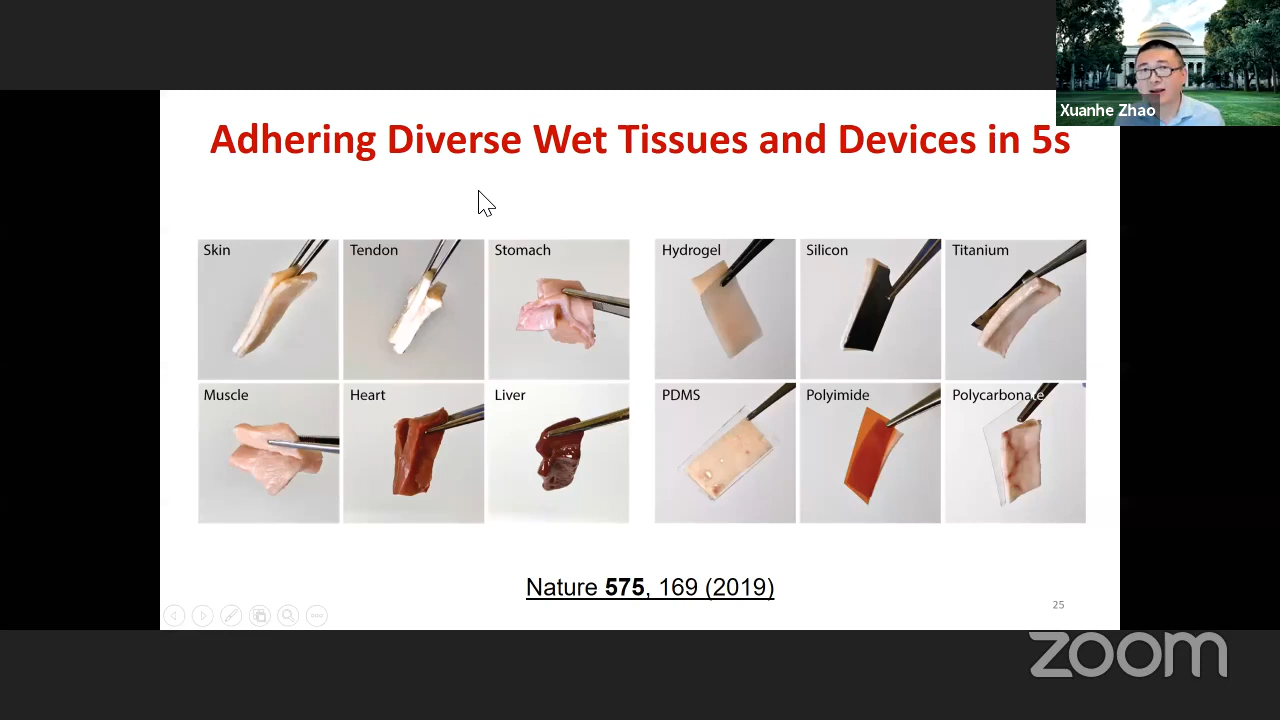 Xuanhe Zhao
Adhering Diverse Wet Tissues and Devices in 5s
Skin
Tendon
Stomach
Hydrogel
Silicon
Titanium
Muscle
Heart
Liver
PDMS
Polyimide
Polycarbonate
Nature 575, 169 (2019)
25
zoom